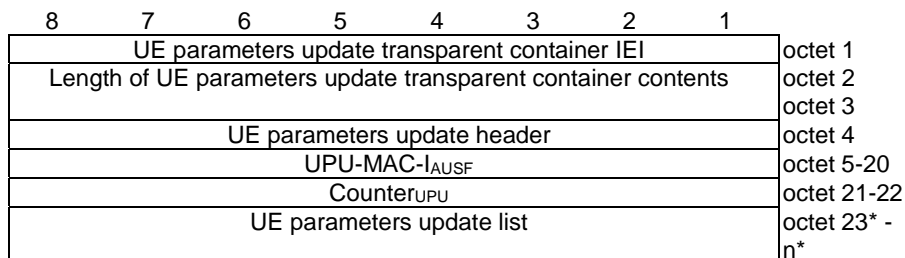 8 7 6 5 4 3 2 1
UE parameters update transparent container IEI octet 1
Length of UE parameters update transparent container contents octet 2
octet 3
UE parameters update header octet 4
UPU-MAC-IAUSF octet 5-20
CounterUPU octet 21-22
UE parameters update list octet 23* -
n*